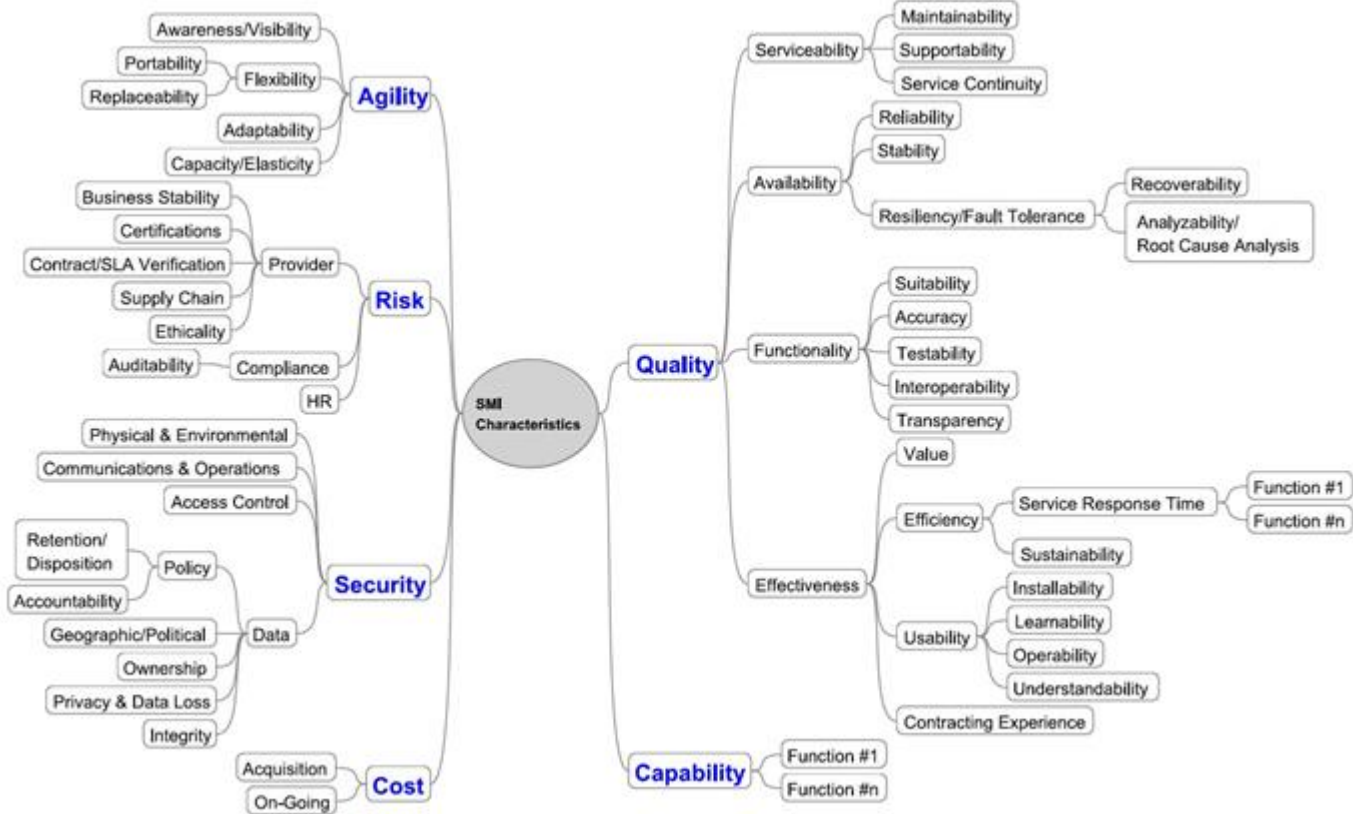 Awareness/Visibility
Portability
Replaceability
Flexibility
Adaptability
Capacity/Elasticity
Agility
Business Stability
Certifications
Contract/SLA Verification
Supply Chain
Ethicality
Provider
Auditability
Compliance
HR
Risk
Physical & Environmental
Communications & Operations
Access Control
Retention/
Disposition
Accountability
Policy
Geographic/Political
Ownership
Privacy & Data Loss
Integrity
Data
Security
Acquisition
On-Going
Cost
SMI
Characteristics
Quality
Serviceability
Maintainability
Supportability
Service Continuity
Availability
Reliability
Stability
Resiliency/Fault Tolerance
Recoverability
Analyzability/
Root Cause Analysis
Functionality
Suitability
Accuracy
Testability
Interoperability
Transparency
Effectiveness
Value
Efficiency
Service Response Time
Function #1
Function #n
Sustainability
Usability
Installability
Learnability
Operability
Understandability
Contracting Experience
Capability
Function #1
Function #n